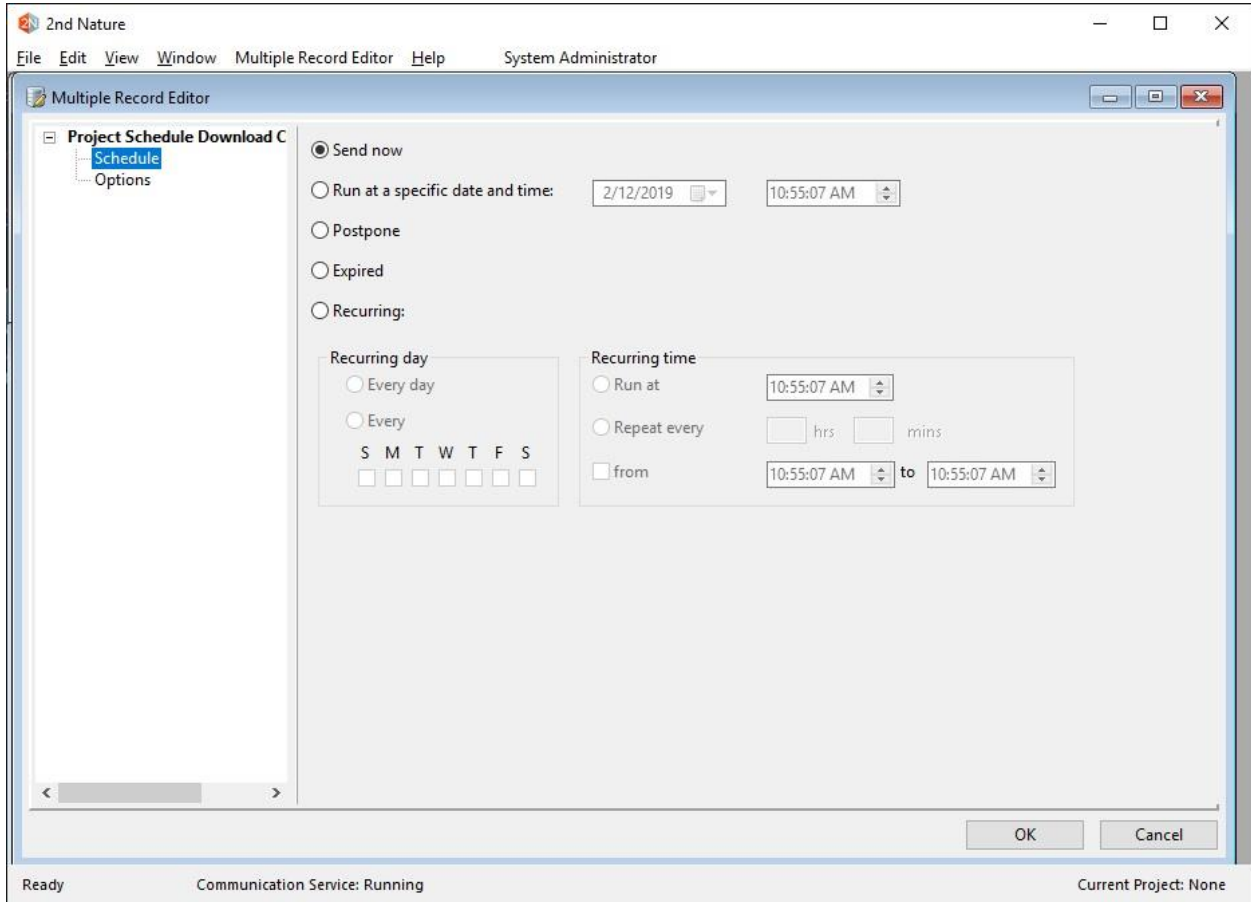 2nd Nature
File Edit View Window Multiple Record Editor Help System Administrator
Multiple Record Editor
Project Schedule Download C
Schedule
Options
Send now
Run at a specific date and time: 2/12/2019 10:55:07 AM
Postpone
Expired
Recurring:
Recurring day
Every day
Every
S M T W T F S
Recurring time
Run at 10:55:07 AM
Repeat every hrs mins
from 10:55:07 AM to 10:55:07 AM
OK Cancel
Ready Communication Service: Running Current Project: None